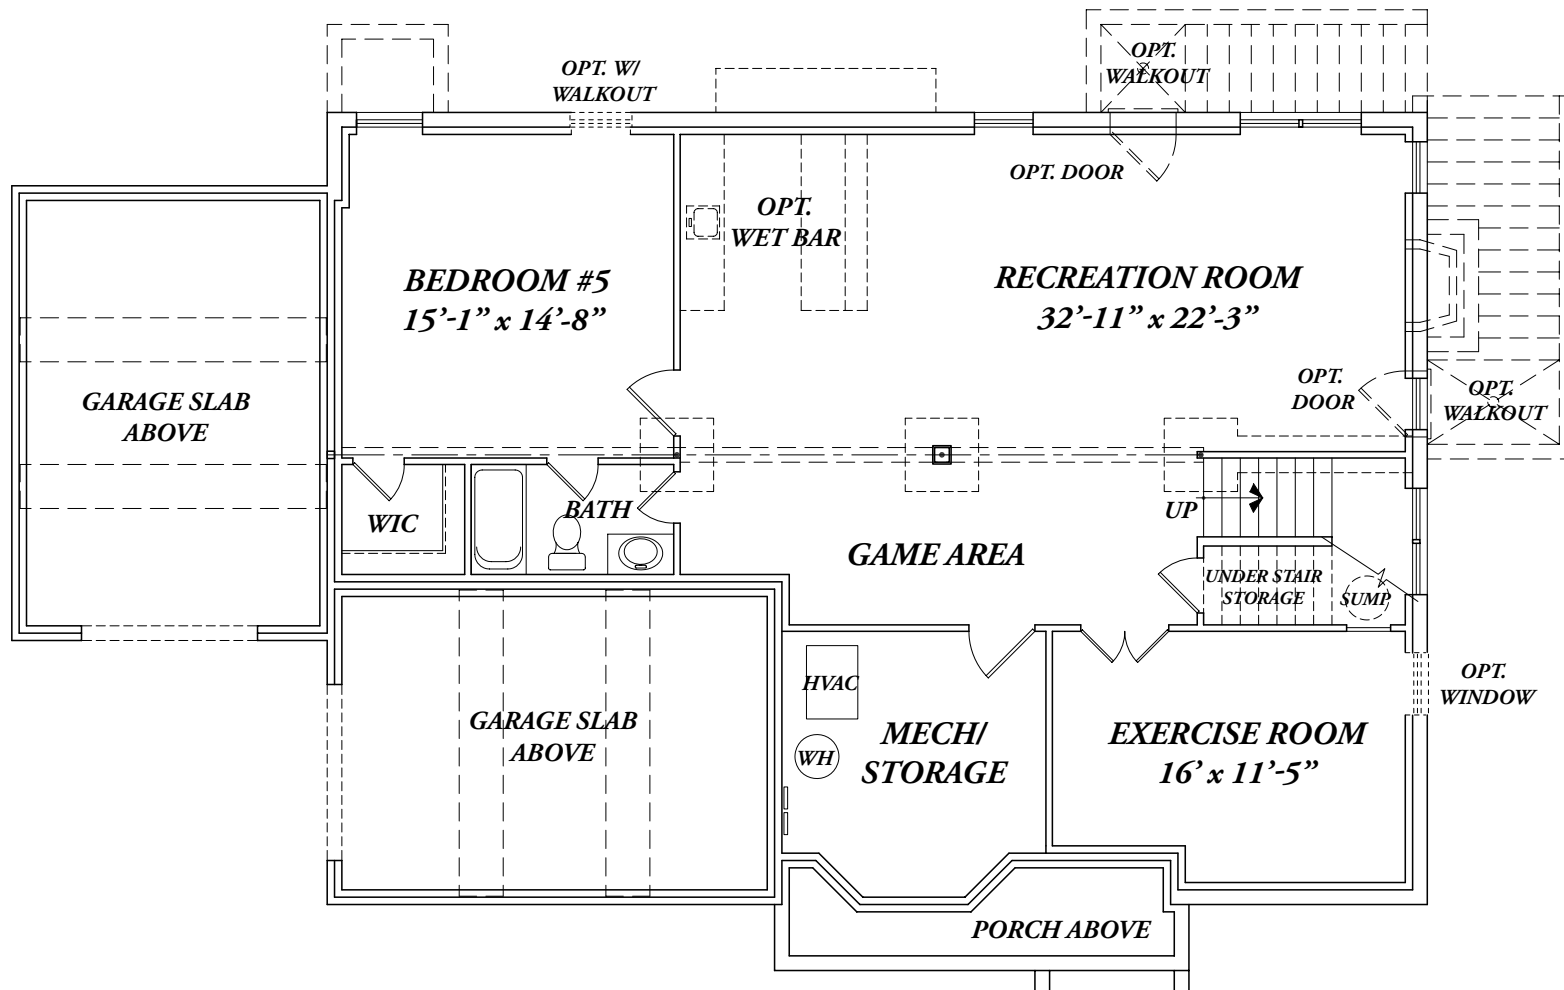 OPT. W/
WALKOUT
OPT.
WALKOUT
OPT. DOOR
OPT.
WET BAR
BEDROOM #5
15’-1” x 14’-8”
RECREATION ROOM
32’-11” x 22’-3”
GARAGE SLAB
ABOVE
OPT.
DOOR
OPT.
WALKOUT
WIC
BATH
UP
GAME AREA
UNDER STAIR
STORAGE
SUMP
HVAC
WH
MECH/
STORAGE
EXERCISE ROOM
16’ x 11’-5”
OPT.
WINDOW
GARAGE SLAB
ABOVE
PORCH ABOVE